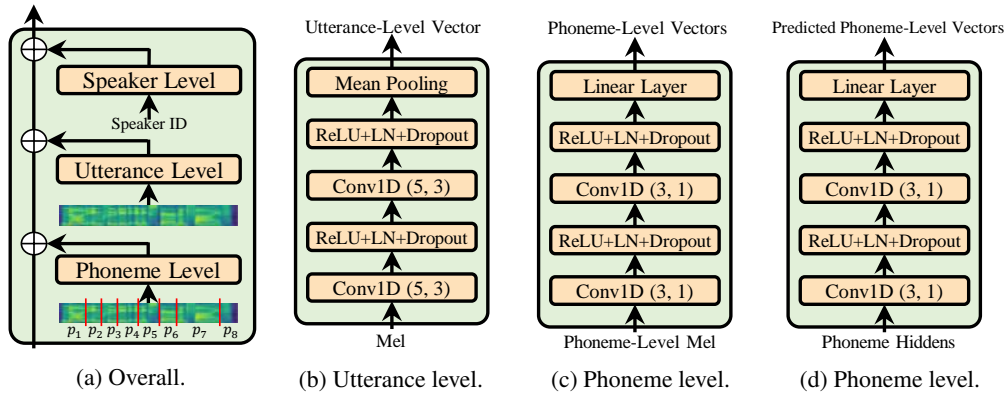 Speaker Level
Speaker ID
Utterance Level
Phoneme Level
p1 p2 p3 p4 p5 p6 p7 p8
(a) Overall.
Utterance-Level Vector
Mean Pooling
ReLU+LN+Dropout
Conv1D (5, 3)
ReLU+LN+Dropout
Conv1D (5, 3)
Mel
(b) Utterance level.
Phoneme-Level Vectors
Linear Layer
ReLU+LN+Dropout
Conv1D (3, 1)
ReLU+LN+Dropout
Conv1D (3, 1)
Phoneme-Level Mel
(c) Phoneme level.
Predicted Phoneme-Level Vectors
Linear Layer
ReLU+LN+Dropout
Conv1D (3, 1)
ReLU+LN+Dropout
Conv1D (3, 1)
Phoneme Hiddens
(d) Phoneme level.